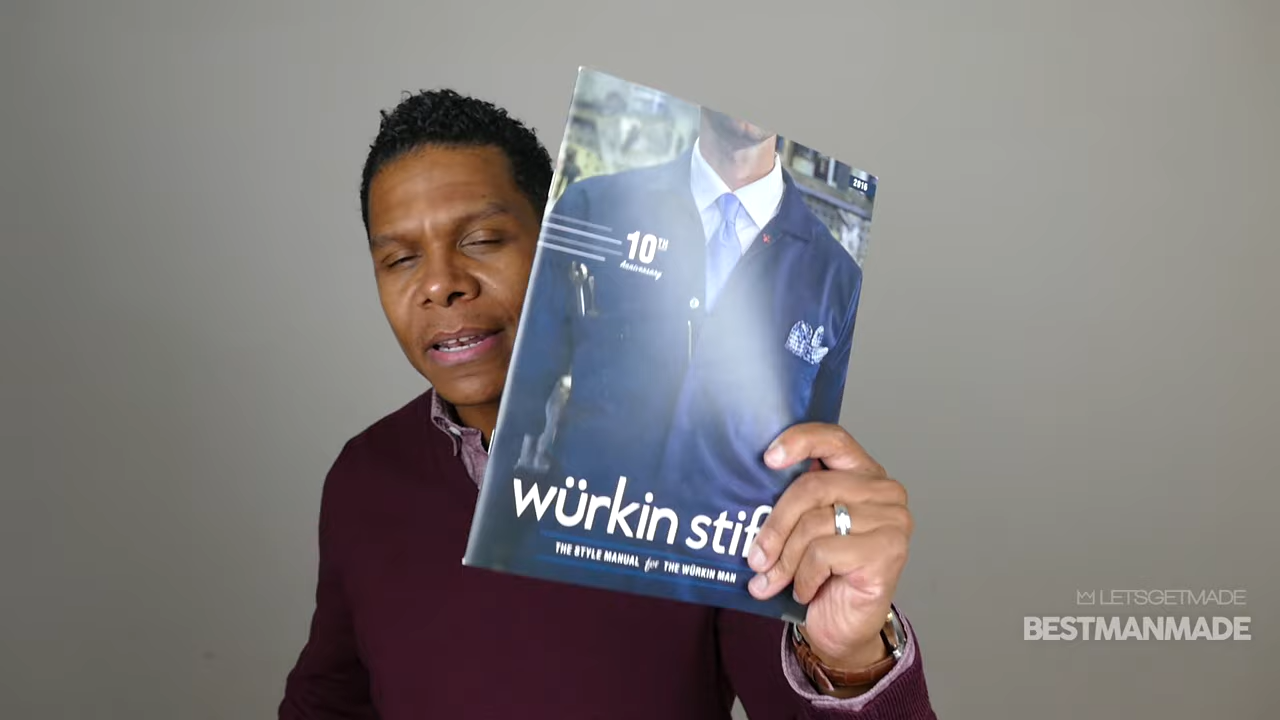 2016
10TH
Anniversary
würkin stif
THE STYLE MANUAL for THE WÜRKIN MAN
LETSGETMADE
BESTMANMADE